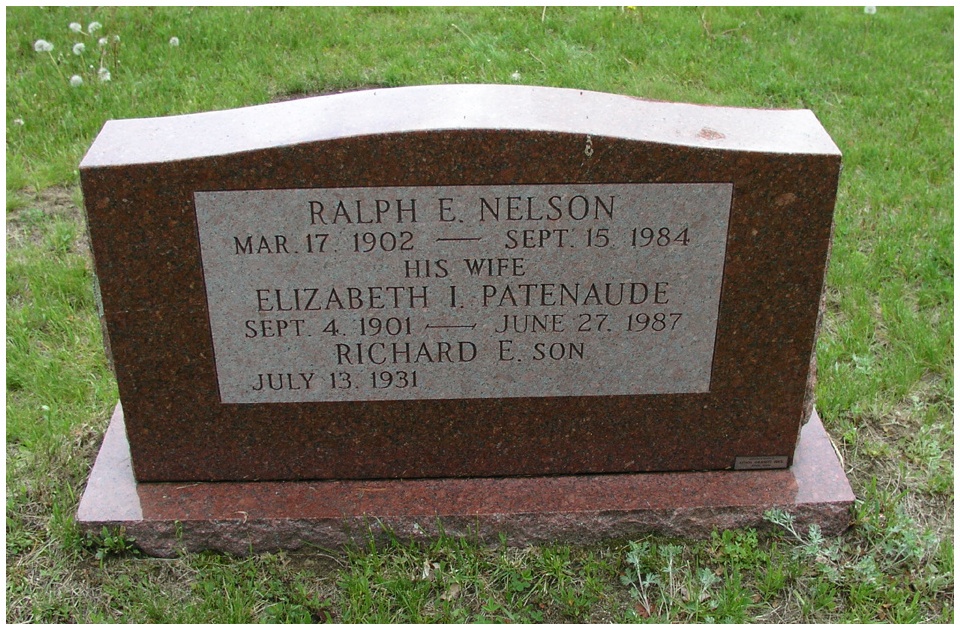 RALPH E. NELSON
MAR. 17. 1902 — SEPT. 15. 1984
HIS WIFE
ELIZABETH I. PATENAUDE
SEPT. 4. 1901 — JUNE 27. 1987
RICHARD E. SON
JULY 13. 1931